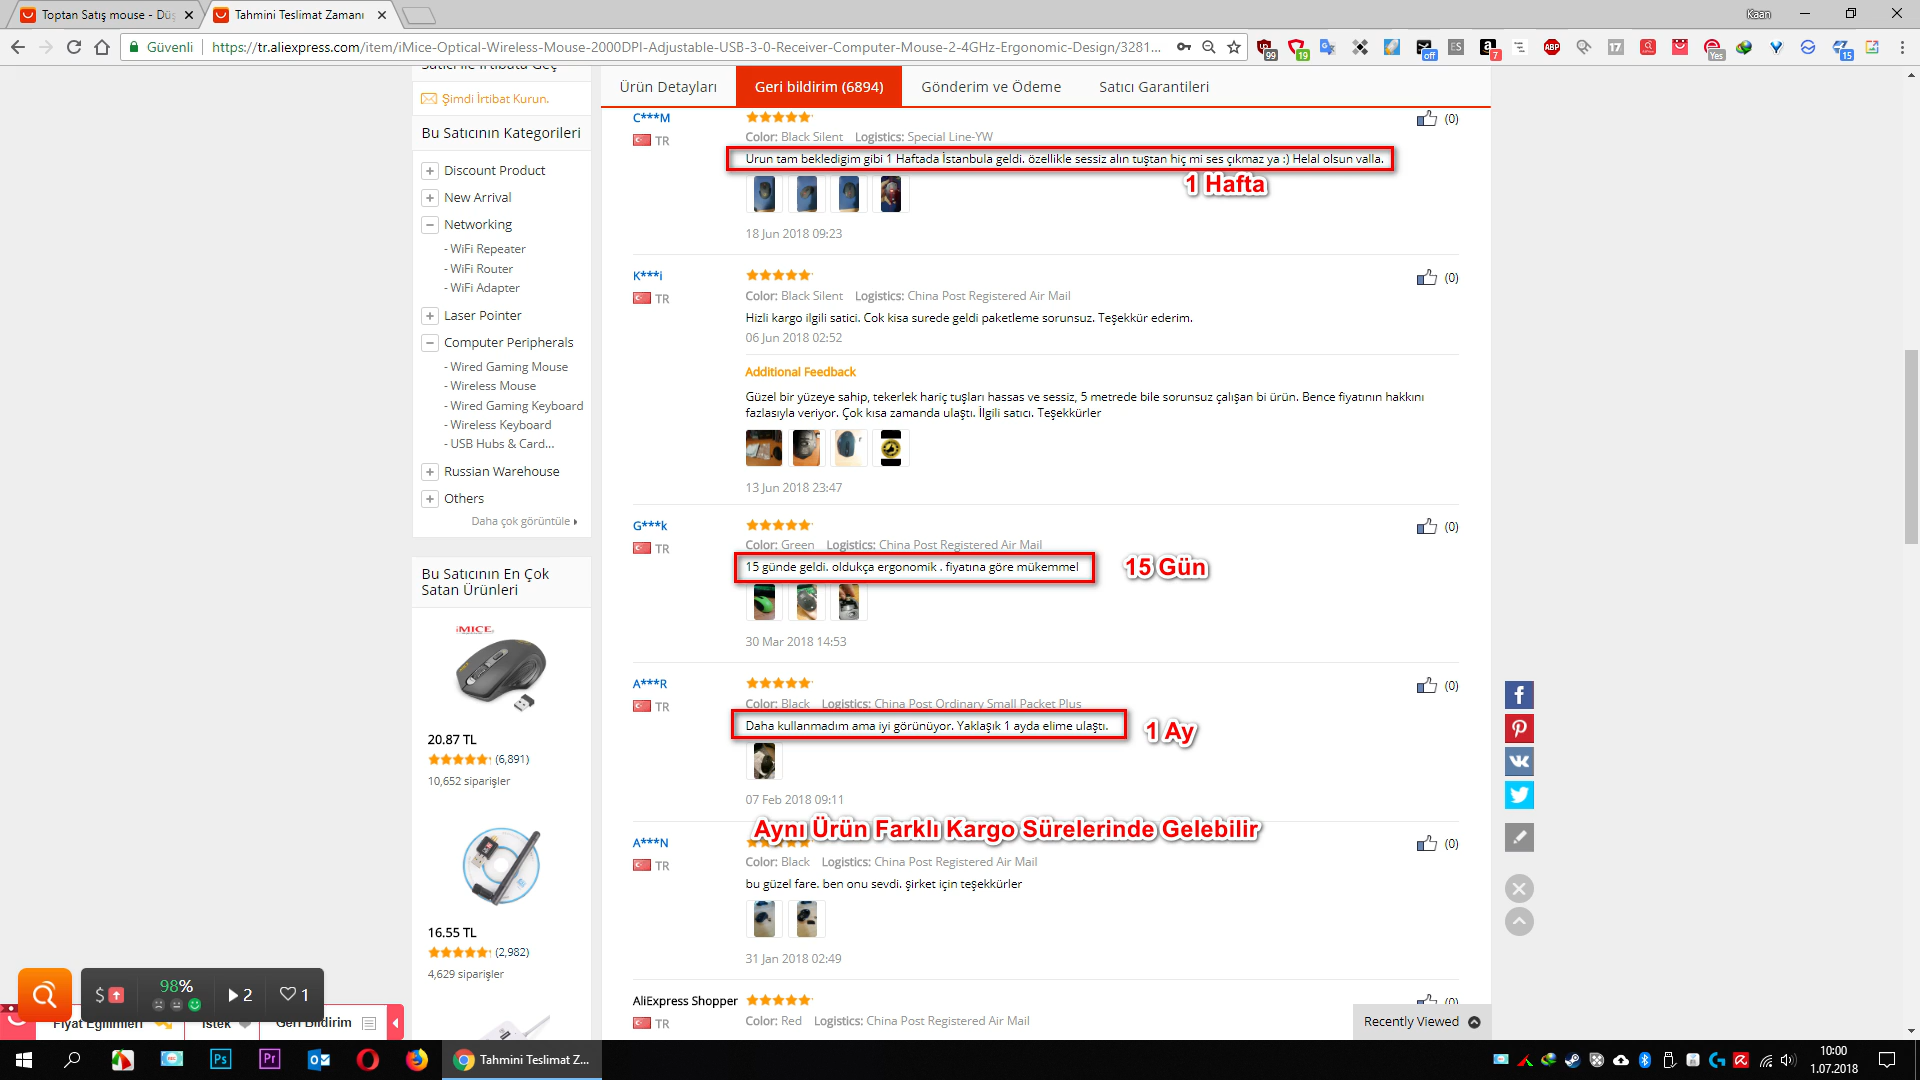 Toptan Satış mouse - Düş
Tahmini Teslimat Zamanı
Kaan
Güvenli
https://tr.aliexpress.com/item/iMice-Optical-Wireless-Mouse-2000DPI-Adjustable-USB-3-0-Receiver-Computer-Mouse-2-4GHz-Ergonomic-Design/3281...
Satıcı ile İrtibata Geç
Şimdi İrtibat Kurun.
Bu Satıcının Kategorileri
Discount Product
New Arrival
Networking
- WiFi Repeater
- WiFi Router
- WiFi Adapter
Laser Pointer
Computer Peripherals
- Wired Gaming Mouse
- Wireless Mouse
- Wired Gaming Keyboard
- Wireless Keyboard
- USB Hubs & Card...
Russian Warehouse
Others
Daha çok görüntüle
Bu Satıcının En Çok
Satan Ürünleri
iMICE
20.87 TL
(6,891)
10,652 siparişler
16.55 TL
(2,982)
4,629 siparişler
Ürün Detayları
Geri bildirim (6894)
Gönderim ve Ödeme
Satıcı Garantileri
C***M
TR
Color: Black Silent Logistics: Special Line-YW
(0)
Urun tam bekledigim gibi 1 Haftada İstanbula geldi. özellikle sessiz alın tuştan hiç mi ses çıkmaz ya :) Helal olsun valla.
1 Hafta
18 Jun 2018 09:23
K***i
TR
Color: Black Silent Logistics: China Post Registered Air Mail
(0)
Hizli kargo ilgili satici. Cok kisa surede geldi paketleme sorunsuz. Teşekkür ederim.
06 Jun 2018 02:52
Additional Feedback
Güzel bir yüzeye sahip, tekerlek hariç tuşları hassas ve sessiz, 5 metrede bile sorunsuz çalışan bi ürün. Bence fiyatının hakkını
fazlasıyla veriyor. Çok kısa zamanda ulaştı. İlgili satıcı. Teşekkürler
13 Jun 2018 23:47
G***k
TR
Color: Green Logistics: China Post Registered Air Mail
(0)
15 günde geldi. oldukça ergonomik . fiyatına göre mükemmel
15 Gün
30 Mar 2018 14:53
A***R
TR
Color: Black Logistics: China Post Ordinary Small Packet Plus
(0)
Daha kullanmadım ama iyi görünüyor. Yaklaşık 1 ayda elime ulaştı.
1 Ay
07 Feb 2018 09:11
Aynı Ürün Farklı Kargo Sürelerinde Gelebilir
A***N
TR
Color: Black Logistics: China Post Registered Air Mail
(0)
bu güzel fare. ben onu sevdi. şirket için teşekkürler
31 Jan 2018 02:49
AliExpress Shopper
TR
Color: Red Logistics: China Post Registered Air Mail
(0)
Recently Viewed
$
98%
2
1
Fiyat Eğilimleri
İstek
Geri Bildirim
Tahmini Teslimat Z...
10:00
1.07.2018